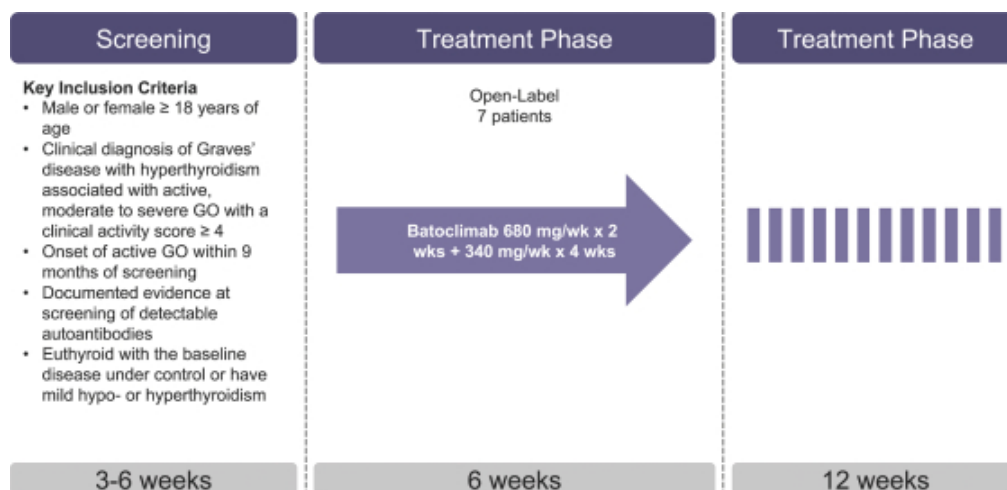 Screening
Key Inclusion Criteria
• Male or female ≥ 18 years of
age
• Clinical diagnosis of Graves'
disease with hyperthyroidism
associated with active,
moderate to severe GO with a
clinical activity score ≥ 4
• Onset of active GO within 9
months of screening
• Documented evidence at
screening of detectable
autoantibodies
• Euthyroid with the baseline
disease under control or have
mild hypo- or hyperthyroidism
3-6 weeks
Treatment Phase
Open-Label
7 patients
Batoclimab 680 mg/wk x 2
wks + 340 mg/wk x 4 wks
6 weeks
Treatment Phase
12 weeks